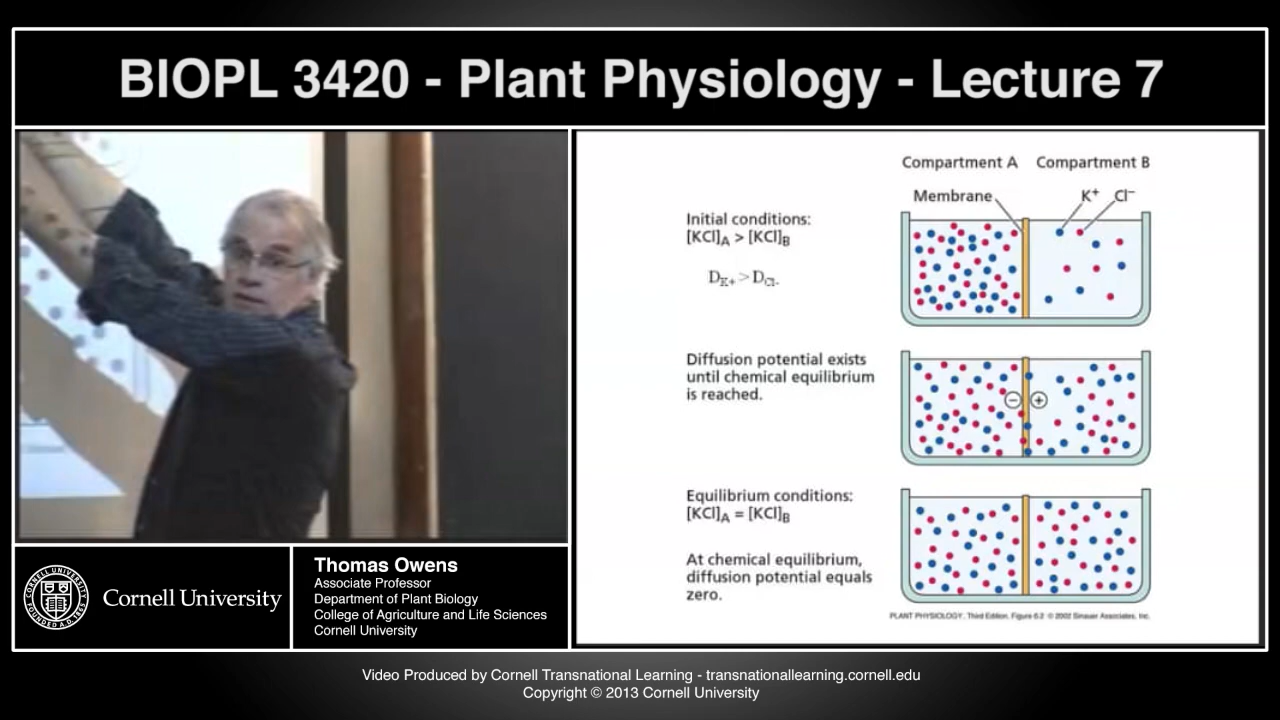 BIOPL 3420 - Plant Physiology - Lecture 7
Compartment A Compartment B
Membrane K⁺ Cl⁻
Initial conditions:
[KCl]A > [KCl]B
DK+ > DCl-
Diffusion potential exists
until chemical equilibrium
is reached.
− +
Equilibrium conditions:
[KCl]A = [KCl]B
At chemical equilibrium,
diffusion potential equals
zero.
PLANT PHYSIOLOGY, Third Edition, Figure 6.2 © 2002 Sinauer Associates, Inc.
CORNELL UNIVERSITY
FOUNDED A.D.
Cornell University
Thomas Owens
Associate Professor
Department of Plant Biology
College of Agriculture and Life Sciences
Cornell University
Video Produced by Cornell Transnational Learning - transnationallearning.cornell.edu
Copyright © 2013 Cornell University